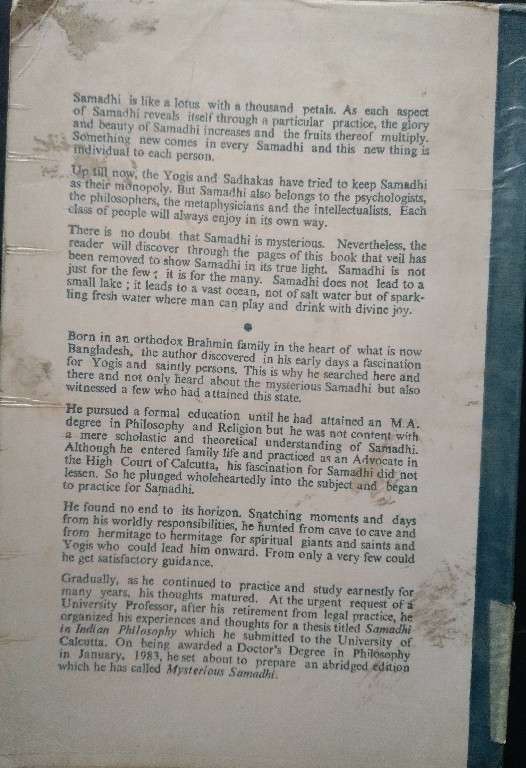 Samadhi is like a lotus with a thousand petals. As each aspect
of Samadhi reveals itself through a particular practice, the glory
and beauty of Samadhi increases and the fruits thereof multiply.
Something new comes in every Samadhi and this new thing is
individual to each person.
Up till now, the Yogis and Sadhakas have tried to keep Samadhi
as their monopoly. But Samadhi also belongs to the psychologists,
the philosophers, the metaphysicians and the intellectualists. Each
class of people will always enjoy in its own way.
There is no doubt that Samadhi is mysterious. Nevertheless, the
reader will discover through the pages of this book that veil has
been removed to show Samadhi in its true light. Samadhi is not
just for the few ; it is for the many. Samadhi does not lead to a
small lake ; it leads to a vast ocean, not of salt water but of spark-
ling fresh water where man can play and drink with divine joy.
Born in an orthodox Brahmin family in the heart of what is now
Bangladesh, the author discovered in his early days a fascination
for Yogis and saintly persons. This is why he searched here and
there and not only heard about the mysterious Samadhi but also
witnessed a few who had attained this state.
He pursued a formal education until he had attained an M.A.
degree in Philosophy and Religion but he was not content with
a mere scholastic and theoretical understanding of Samadhi.
Although he entered family life and practiced as an Advocate in
the High Court of Calcutta, his fascination for Samadhi did not
lessen. So he plunged wholeheartedly into the subject and began
to practice for Samadhi.
He found no end to its horizon. Snatching moments and days
from his worldly responsibilities, he hunted from cave to cave and
from hermitage to hermitage for spiritual giants and saints and
Yogis who could lead him onward. From only a very few could
he get satisfactory guidance.
Gradually, as he continued to practice and study earnestly for
many years, his thoughts matured. At the urgent request of a
University Professor, after his retirement from legal practice, he
organized his experiences and thoughts for a thesis titled Samadhi
in Indian Philosophy which he submitted to the University of
Calcutta. On being awarded a Doctor's Degree in Philosophy
in January, 1983, he set about to prepare an abridged edition
which he has called Mysterious Samadhi.